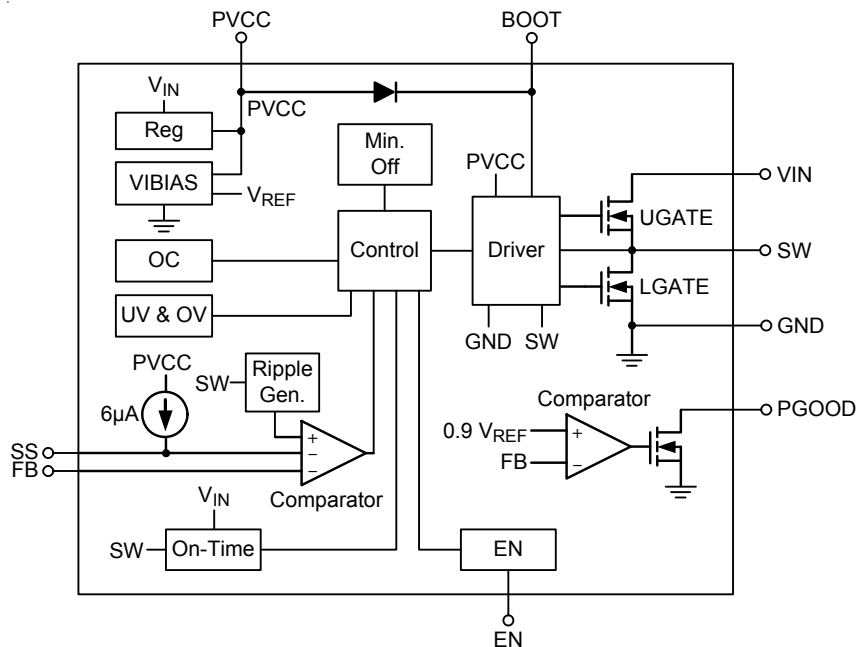 PVCC
BOOT
VIN
PVCC
Reg
Min.
Off
PVCC
VIN
VIBIAS
VREF
UGATE
Control
Driver
SW
OC
LGATE
UV & OV
GND
GND SW
PVCC
Ripple
Gen.
SW
6µA
Comparator
PGOOD
0.9 VREF
+
+
SS
−
FB
−
FB
−
Comparator
VIN
SW
On-Time
EN
EN